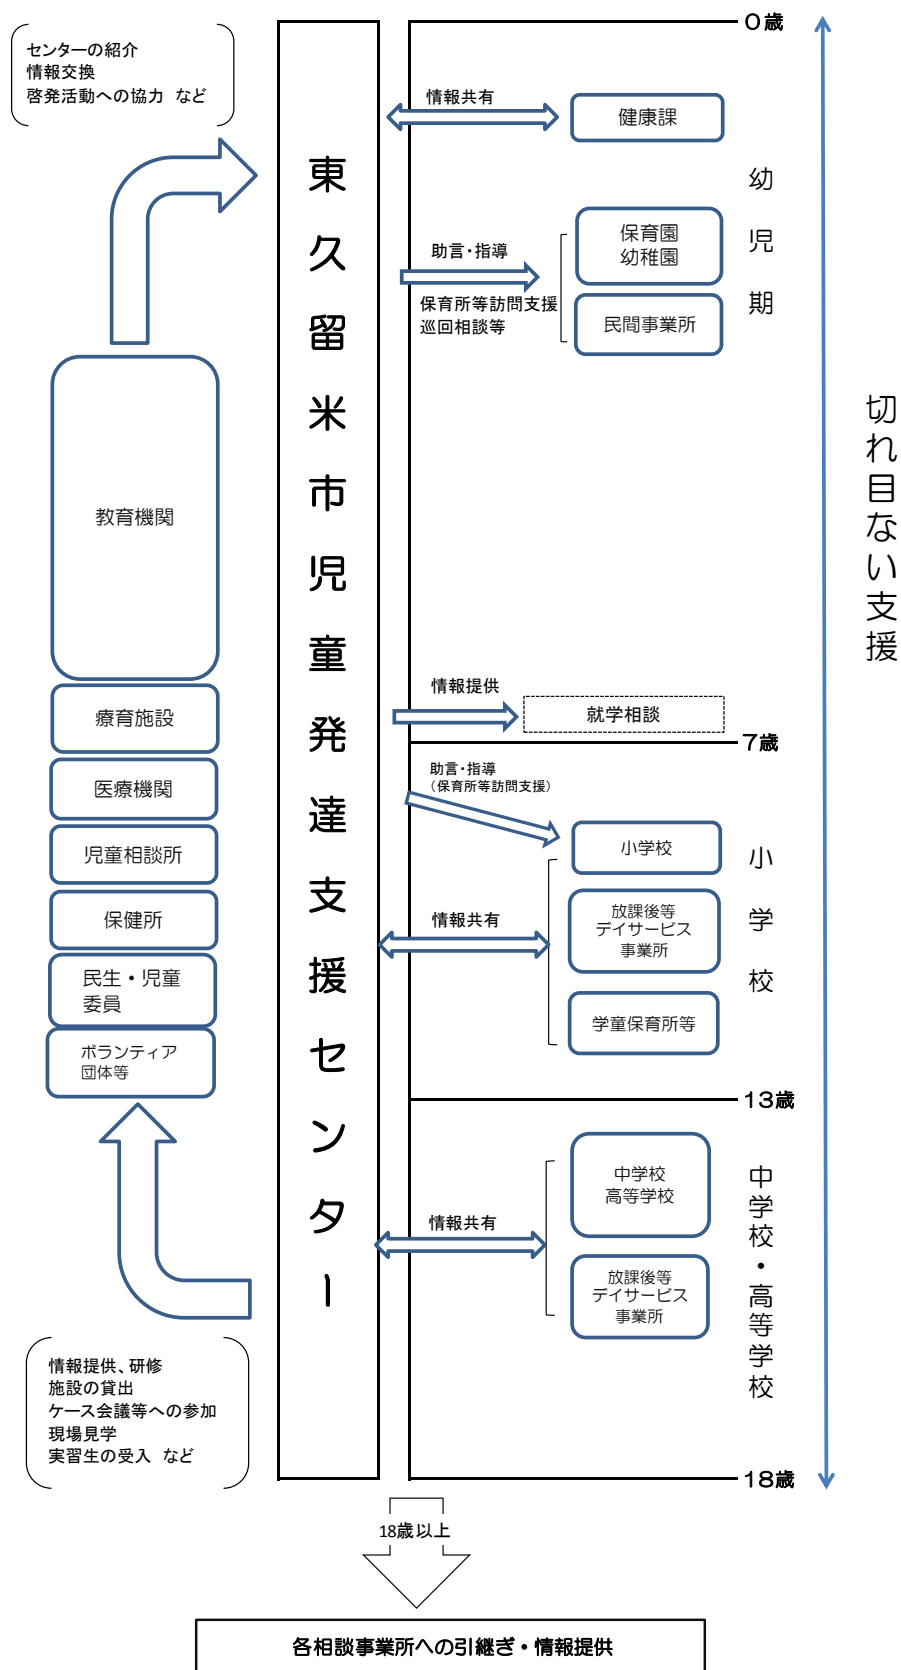 センターの紹介
情報交換
啓発活動への協力 など
教育機関
療育施設
医療機関
児童相談所
保健所
民生・児童
委員
ボランティア
団体等
情報提供、研修
施設の貸出
ケース会議等への参加
現場見学
実習生の受入 など
東久留米市児童発達支援センター
0歳
情報共有
健康課
助言・指導
保育所等訪問支援
巡回相談等
保育園
幼稚園
民間事業所
幼児期
情報提供
就学相談
7歳
助言・指導
（保育所等訪問支援）
小学校
情報共有
放課後等
デイサービス
事業所
学童保育所等
小学校
13歳
中学校
高等学校
情報共有
放課後等
デイサービス
事業所
中学校・高等学校
18歳
切れ目ない支援
18歳以上
各相談事業所への引継ぎ・情報提供